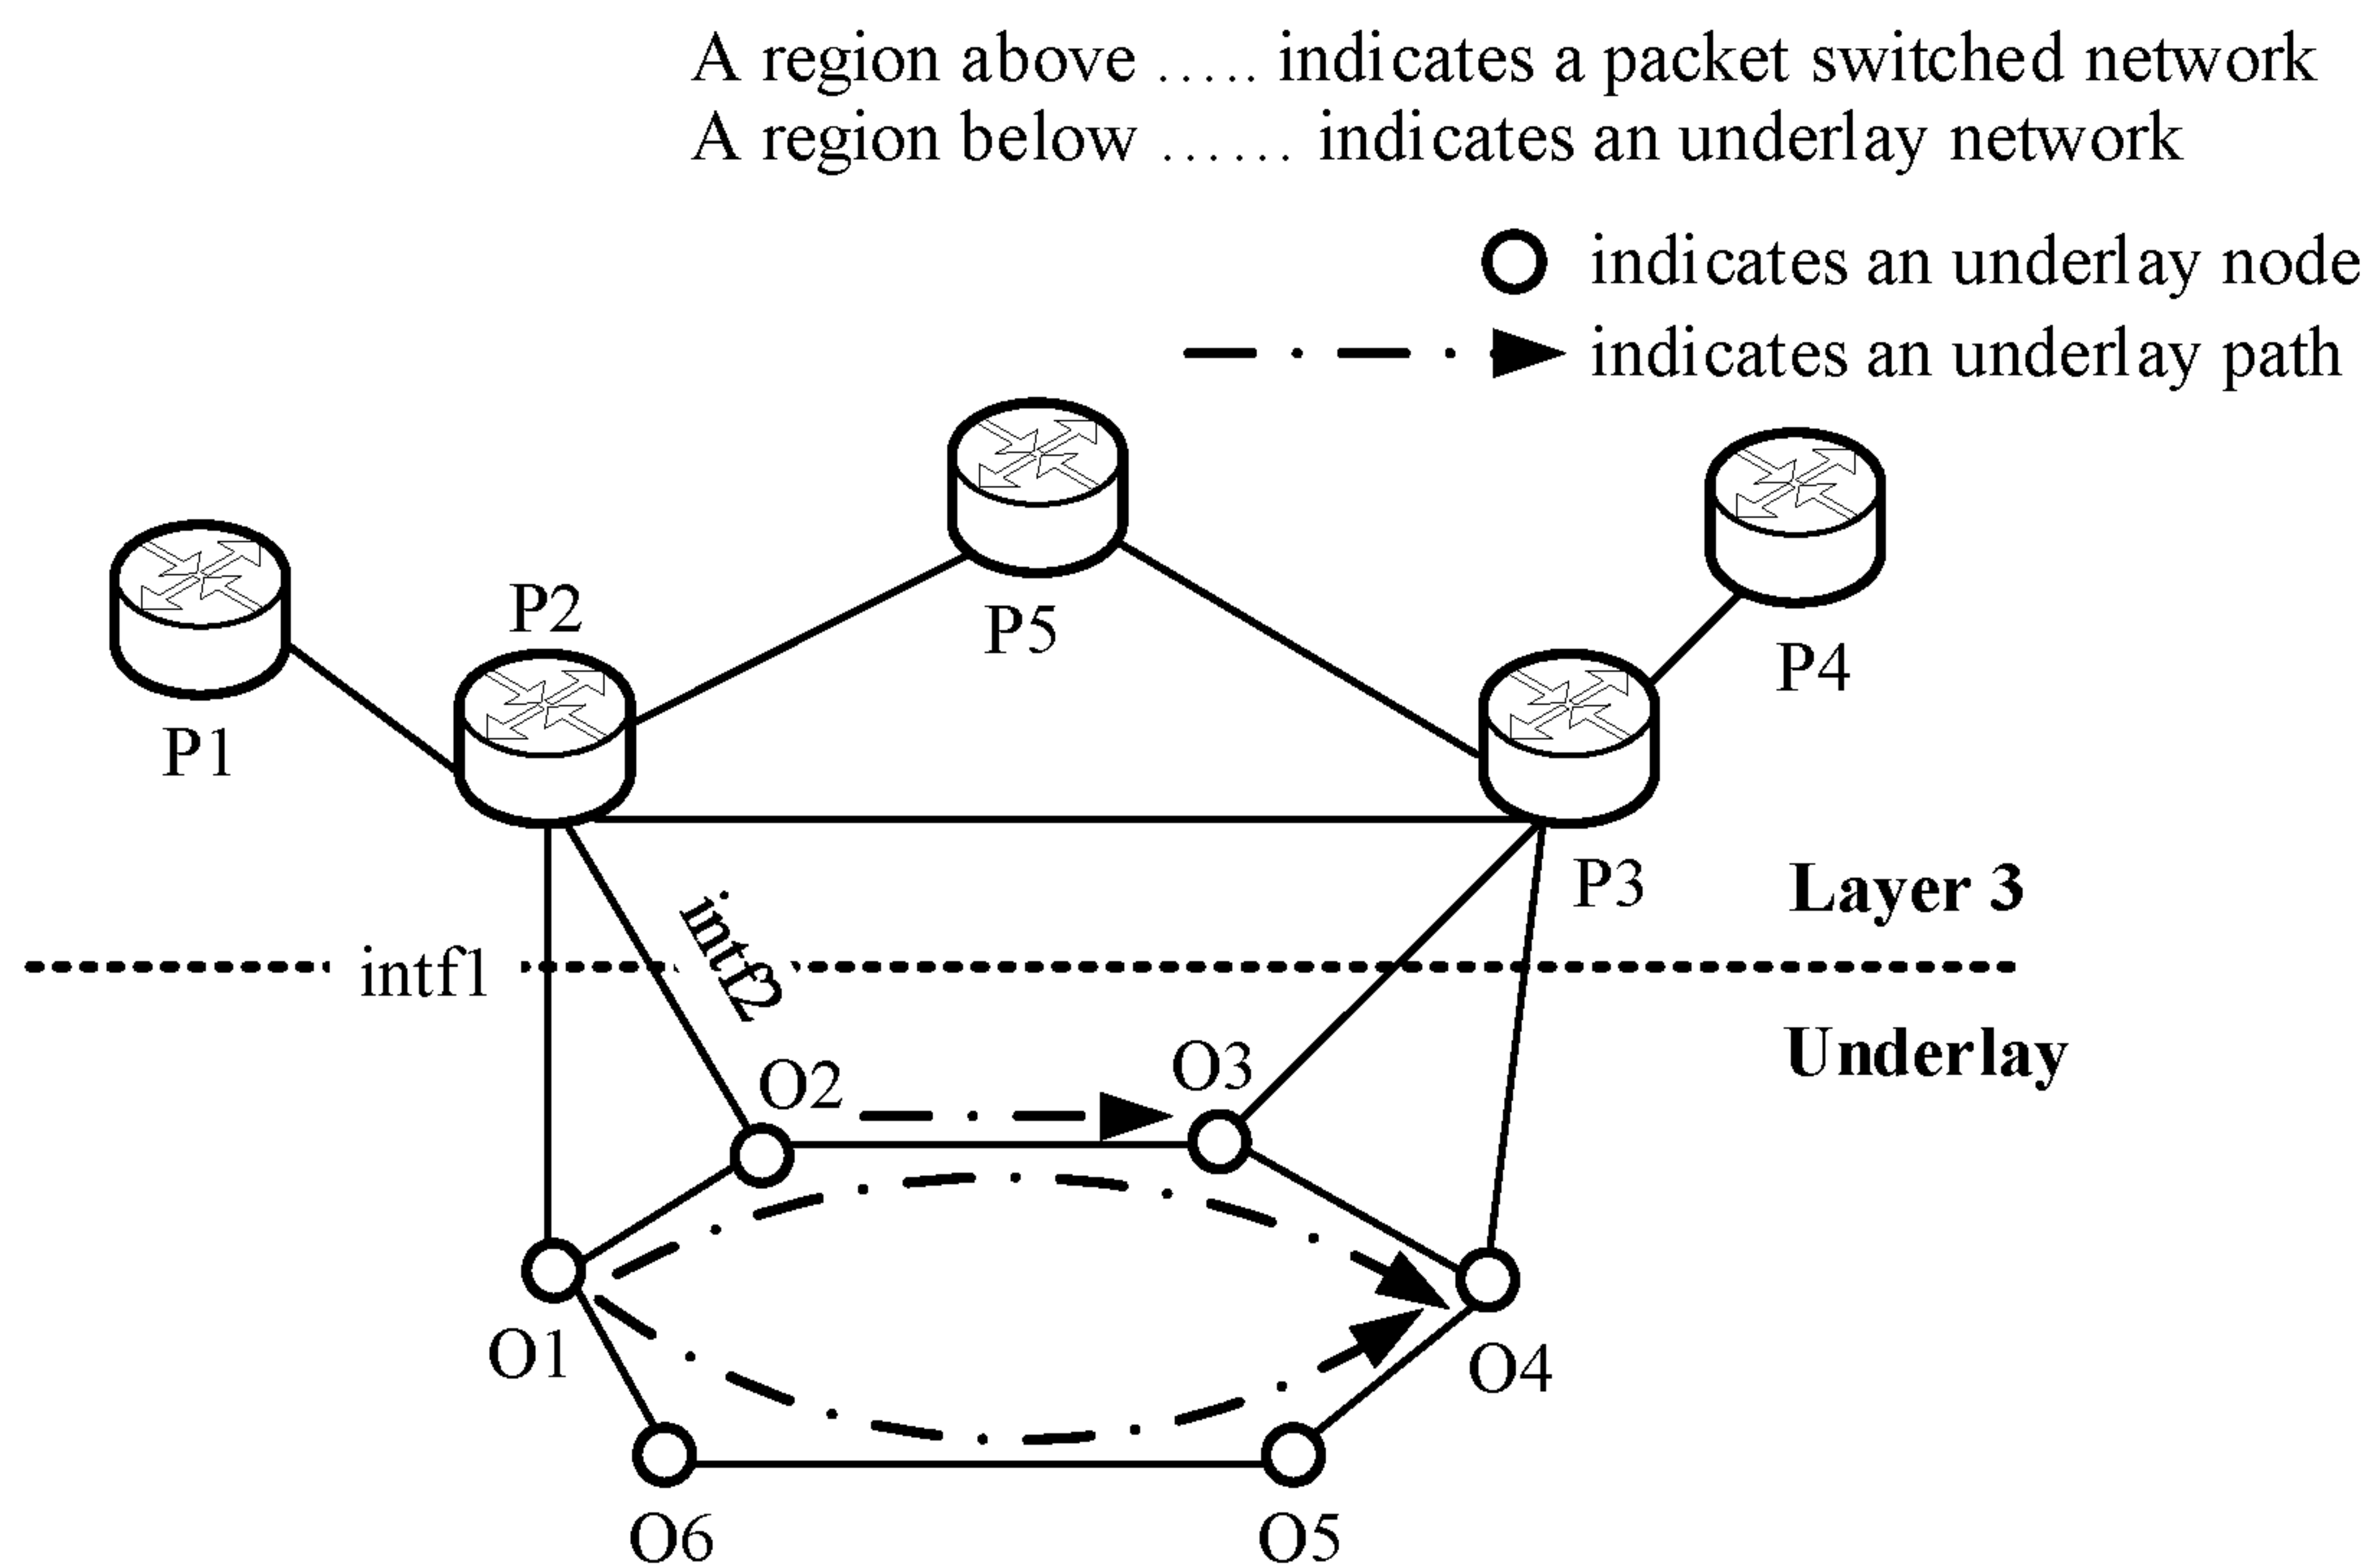 A region above ..... indicates a packet switched network
A region below ...... indicates an underlay network
indicates an underlay node
indicates an underlay path
P5
P4
P2
P1
P3
Layer 3
intf1
intf2
Underlay
O2
O3
O1
O4
O6
O5